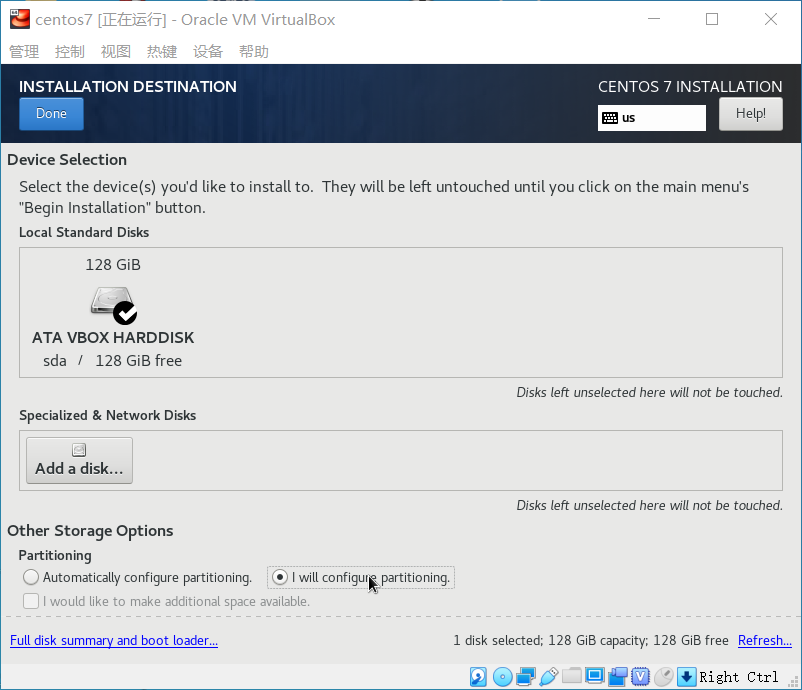 centos7 [正在运行] - Oracle VM VirtualBox
管理 控制 视图 热键 设备 帮助
INSTALLATION DESTINATION
CENTOS 7 INSTALLATION
Done
us
Help!
Device Selection
Select the device(s) you'd like to install to. They will be left untouched until you click on the main menu's
"Begin Installation" button.
Local Standard Disks
128 GiB
ATA VBOX HARDDISK
sda / 128 GiB free
Disks left unselected here will not be touched.
Specialized & Network Disks
Add a disk...
Disks left unselected here will not be touched.
Other Storage Options
Partitioning
Automatically configure partitioning. I will configure partitioning.
I would like to make additional space available.
Full disk summary and boot loader... 1 disk selected; 128 GiB capacity; 128 GiB free Refresh...
Right Ctrl